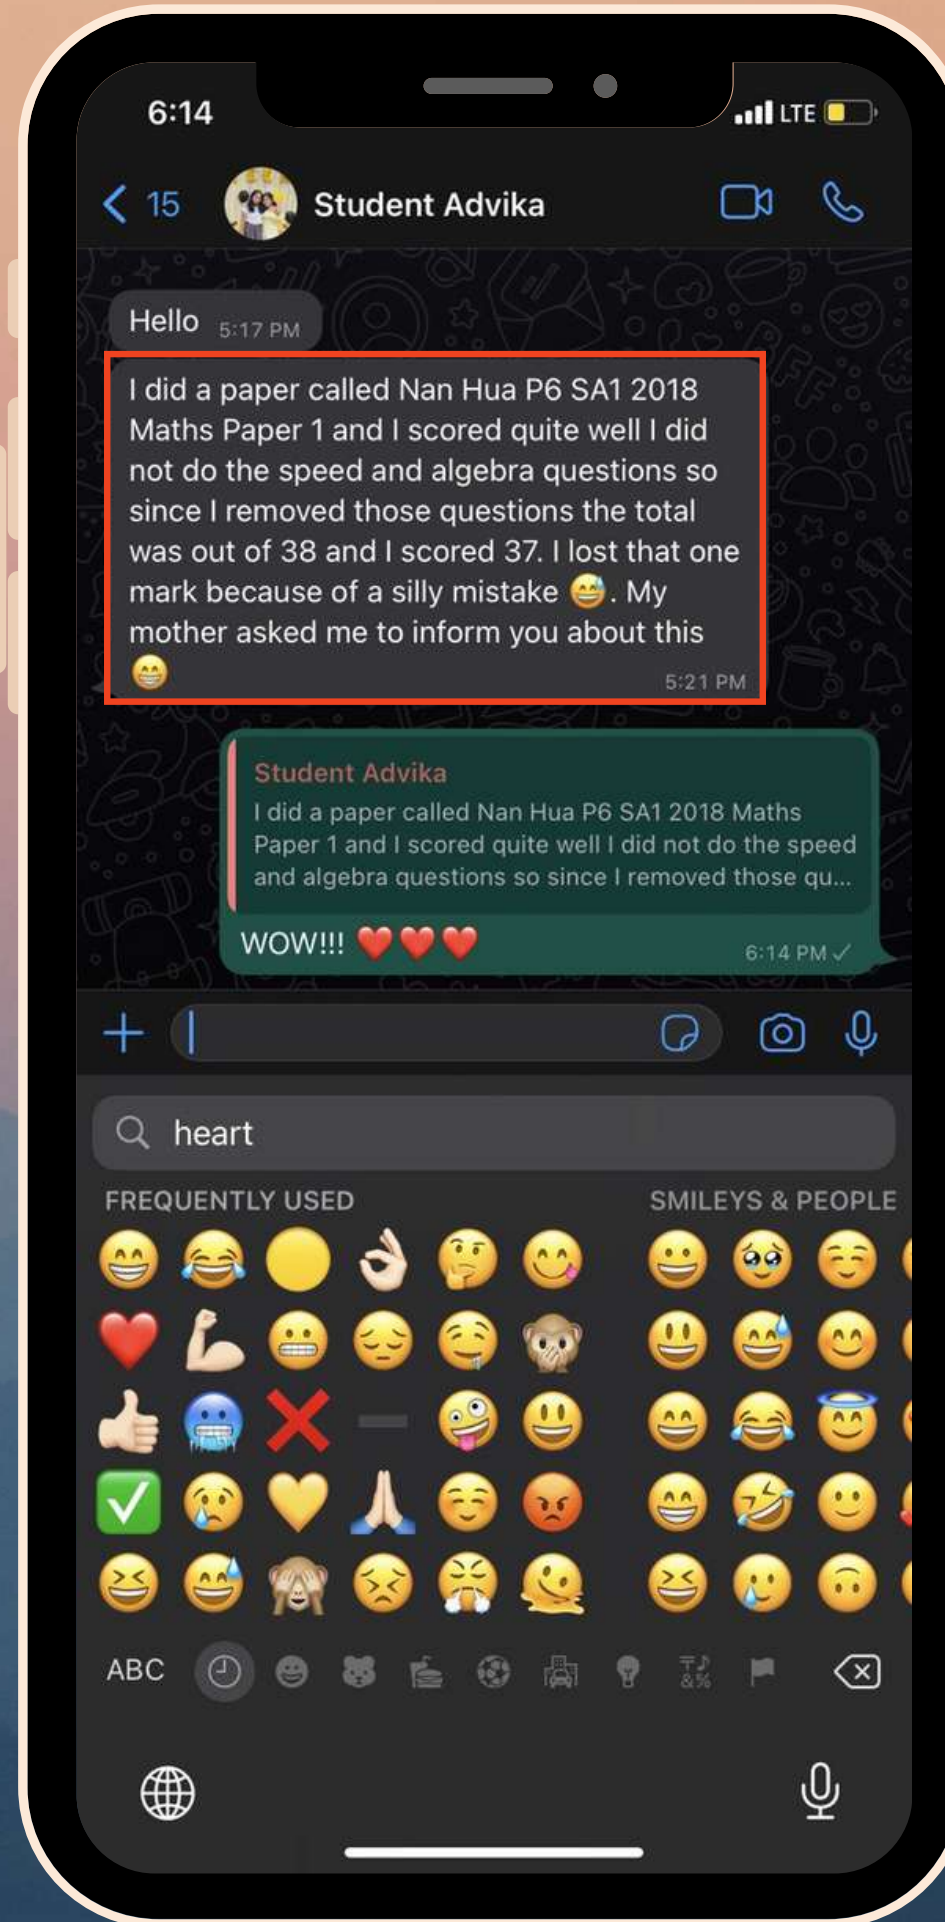 6:14
LTE
15
Student Advika
Hello 5:17 PM
I did a paper called Nan Hua P6 SA1 2018
Maths Paper 1 and I scored quite well I did
not do the speed and algebra questions so
since I removed those questions the total
was out of 38 and I scored 37. I lost that one
mark because of a silly mistake 😅. My
mother asked me to inform you about this
😁 5:21 PM
Student Advika
I did a paper called Nan Hua P6 SA1 2018 Maths
Paper 1 and I scored quite well I did not do the speed
and algebra questions so since I removed those qu...
WOW!!! ❤️❤️❤️ 6:14 PM
heart
FREQUENTLY USED
SMILEYS & PEOPLE
ABC